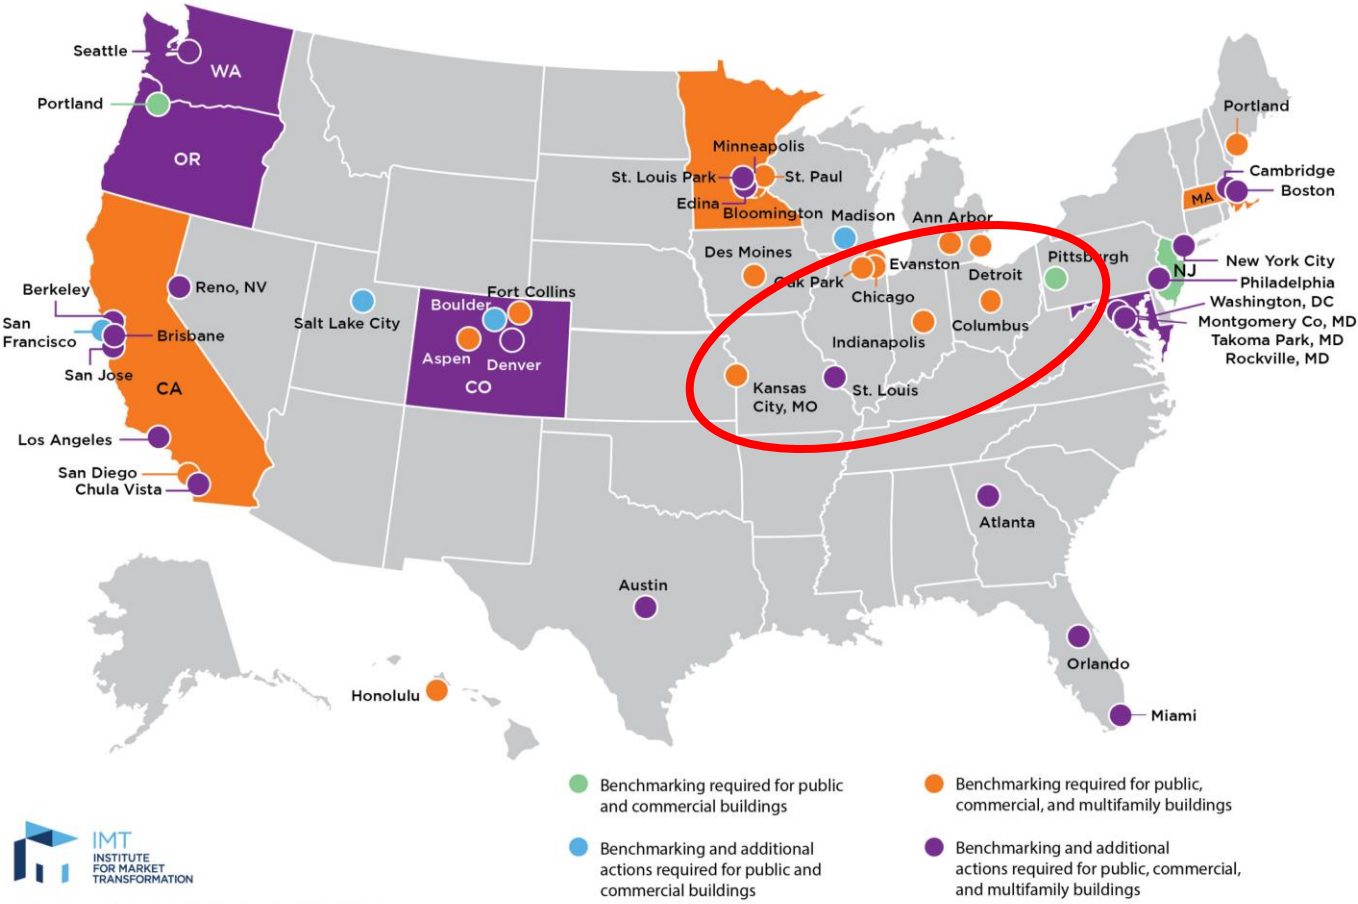 Seattle
WA
Portland
OR
Reno, NV
Berkeley
San
Francisco
Brisbane
San Jose
CA
Los Angeles
San Diego
Chula Vista
Salt Lake City
Boulder
Fort Collins
Aspen
Denver
CO
Minneapolis
St. Louis Park
St. Paul
Edina
Bloomington
Madison
Ann Arbor
Des Moines
Oak Park
Evanston
Detroit
Chicago
Columbus
Indianapolis
Kansas
City, MO
St. Louis
Pittsburgh
Portland
Cambridge
MA
Boston
NJ
New York City
Philadelphia
Washington, DC
Montgomery Co, MD
Takoma Park, MD
Rockville, MD
Atlanta
Austin
Orlando
Miami
Honolulu
Benchmarking required for public
and commercial buildings
Benchmarking required for public,
commercial, and multifamily buildings
Benchmarking and additional
actions required for public and
commercial buildings
Benchmarking and additional
actions required for public, commercial,
and multifamily buildings
IMT
INSTITUTE
FOR MARKET
TRANSFORMATION